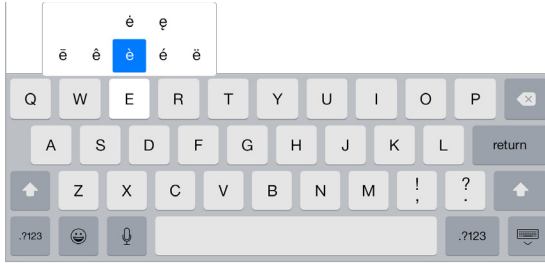 ė ę
ē ê è é ë
Q W E R T Y U I O P
A S D F G H J K L return
Z X C V B N M ! , ? .
.?123 .?123